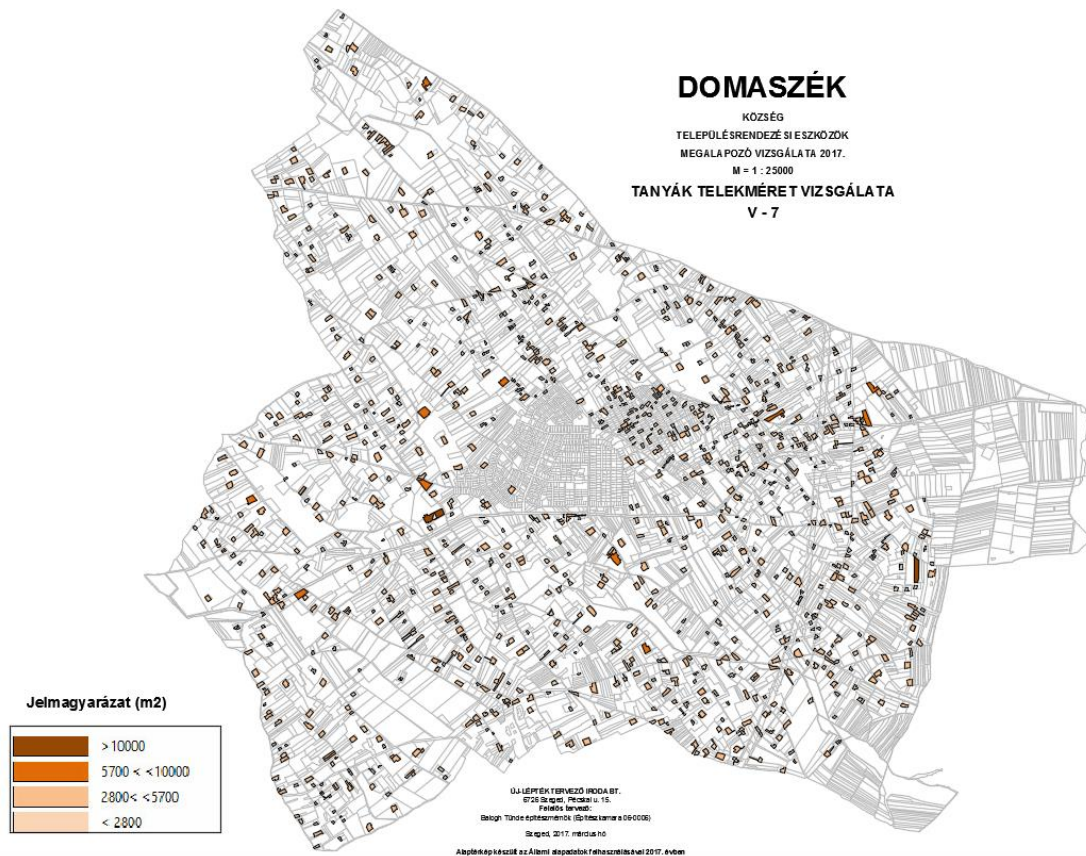 DOMASZÉK
KÖZSÉG
TELEPÜLÉSRENDEZÉSI ESZKÖZÖK
MEGALAPOZÓ VIZSGÁLATA 2017.
M = 1 : 25000
TANYÁK TELEKMÉRET VIZSGÁLATA
V - 7
Jelmagyarázat (m2)
> 10000
5700 < <10000
2800< <5700
< 2800
ÚJ-LÉPTÉK TERVEZŐ IRODA BT.
6726 Szeged, Pécskai u. 15.
Felelős tervező:
Balogh Tünde építészmérnök (Építészkamara 06-0006)
Szeged, 2017. március hó
Alaptérkép készült az Állami alapadatok felhasználásával 2017. évben